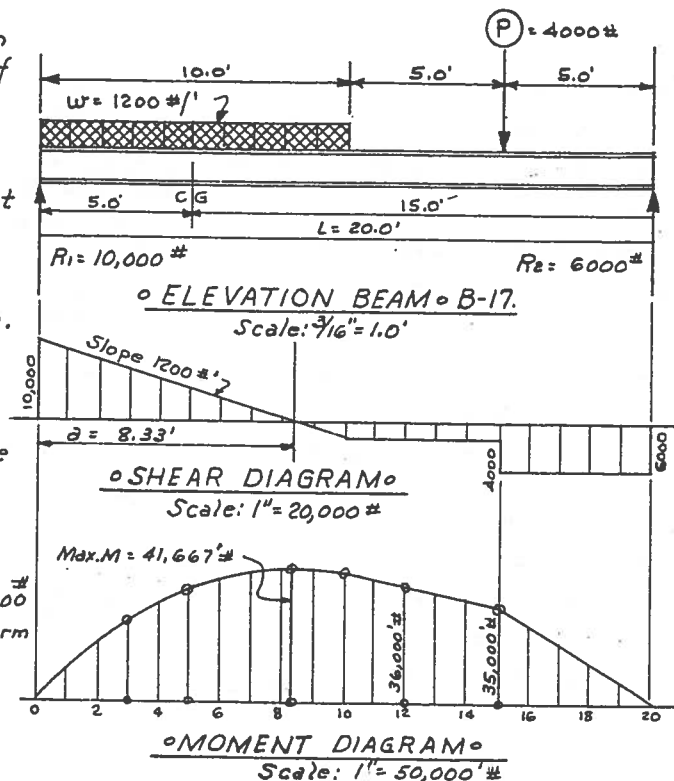 P = 4000#
10.0' 5.0' 5.0'
w = 1200 #/'
5.0' C G 15.0'
L = 20.0'
R1 = 10,000# R2 = 6000#
° ELEVATION BEAM ° B-17.
Scale: 3/16" = 1.0'
10,000
Slope 1200#'
a = 8.33'
4000
6000
° SHEAR DIAGRAM °
Scale: 1" = 20,000#
Max. M = 41,667'#
36,000'#
35,000'#
0 2 4 6 8 10 12 14 16 18 20
° MOMENT DIAGRAM °
Scale: 1" = 50,000'#